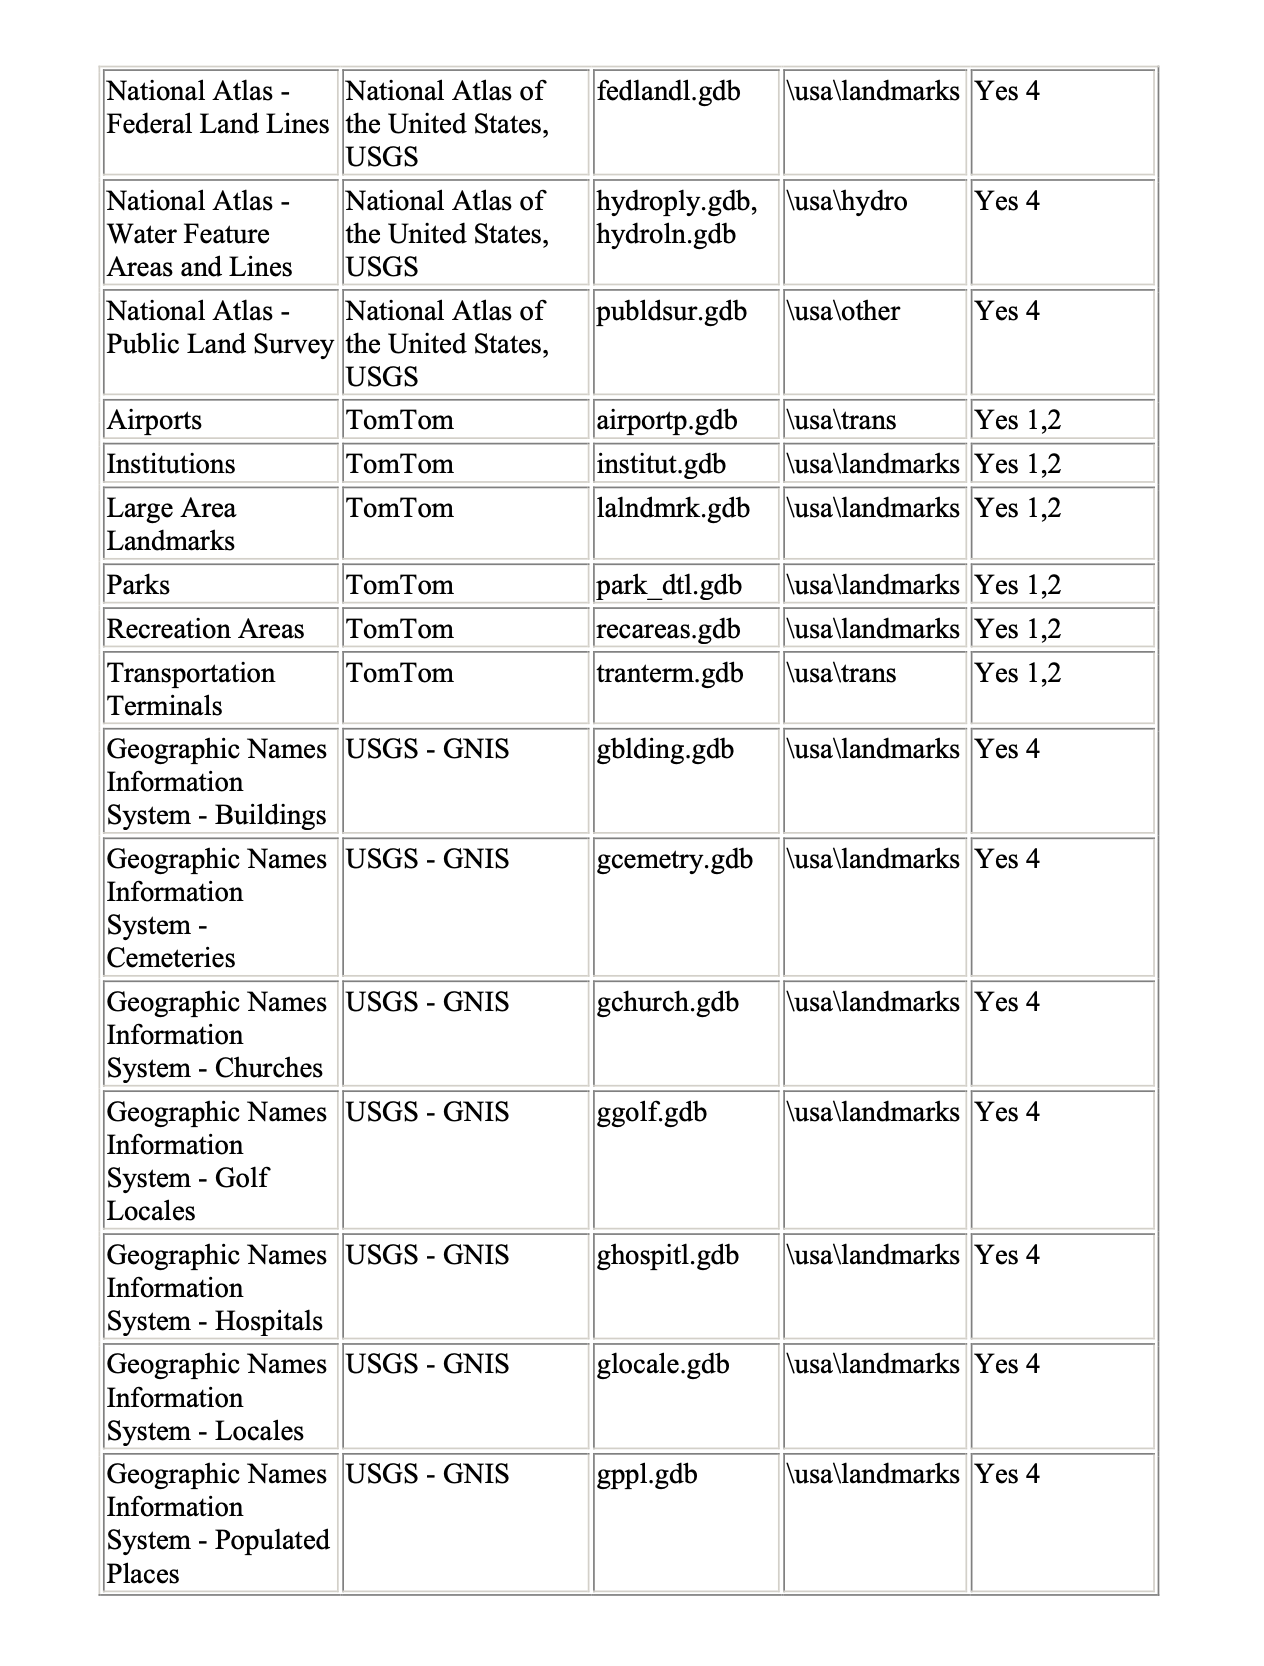 National Atlas -
Federal Land Lines
National Atlas of
the United States,
USGS
fedlandl.gdb
\usa\landmarks
Yes 4
National Atlas -
Water Feature
Areas and Lines
National Atlas of
the United States,
USGS
hydroply.gdb,
hydroln.gdb
\usa\hydro
Yes 4
National Atlas -
Public Land Survey
National Atlas of
the United States,
USGS
publdsur.gdb
\usa\other
Yes 4
Airports
TomTom
airportp.gdb
\usa\trans
Yes 1,2
Institutions
TomTom
institut.gdb
\usa\landmarks
Yes 1,2
Large Area
Landmarks
TomTom
lalndmrk.gdb
\usa\landmarks
Yes 1,2
Parks
TomTom
park_dtl.gdb
\usa\landmarks
Yes 1,2
Recreation Areas
TomTom
recareas.gdb
\usa\landmarks
Yes 1,2
Transportation
Terminals
TomTom
tranterm.gdb
\usa\trans
Yes 1,2
Geographic Names
Information
System - Buildings
USGS - GNIS
gblding.gdb
\usa\landmarks
Yes 4
Geographic Names
Information
System -
Cemeteries
USGS - GNIS
gcemetry.gdb
\usa\landmarks
Yes 4
Geographic Names
Information
System - Churches
USGS - GNIS
gchurch.gdb
\usa\landmarks
Yes 4
Geographic Names
Information
System - Golf
Locales
USGS - GNIS
ggolf.gdb
\usa\landmarks
Yes 4
Geographic Names
Information
System - Hospitals
USGS - GNIS
ghospitl.gdb
\usa\landmarks
Yes 4
Geographic Names
Information
System - Locales
USGS - GNIS
glocale.gdb
\usa\landmarks
Yes 4
Geographic Names
Information
System - Populated
Places
USGS - GNIS
gppl.gdb
\usa\landmarks
Yes 4